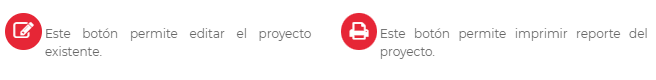 Este botón permite editar el proyecto
existente.
Este botón permite imprimir reporte del
proyecto.